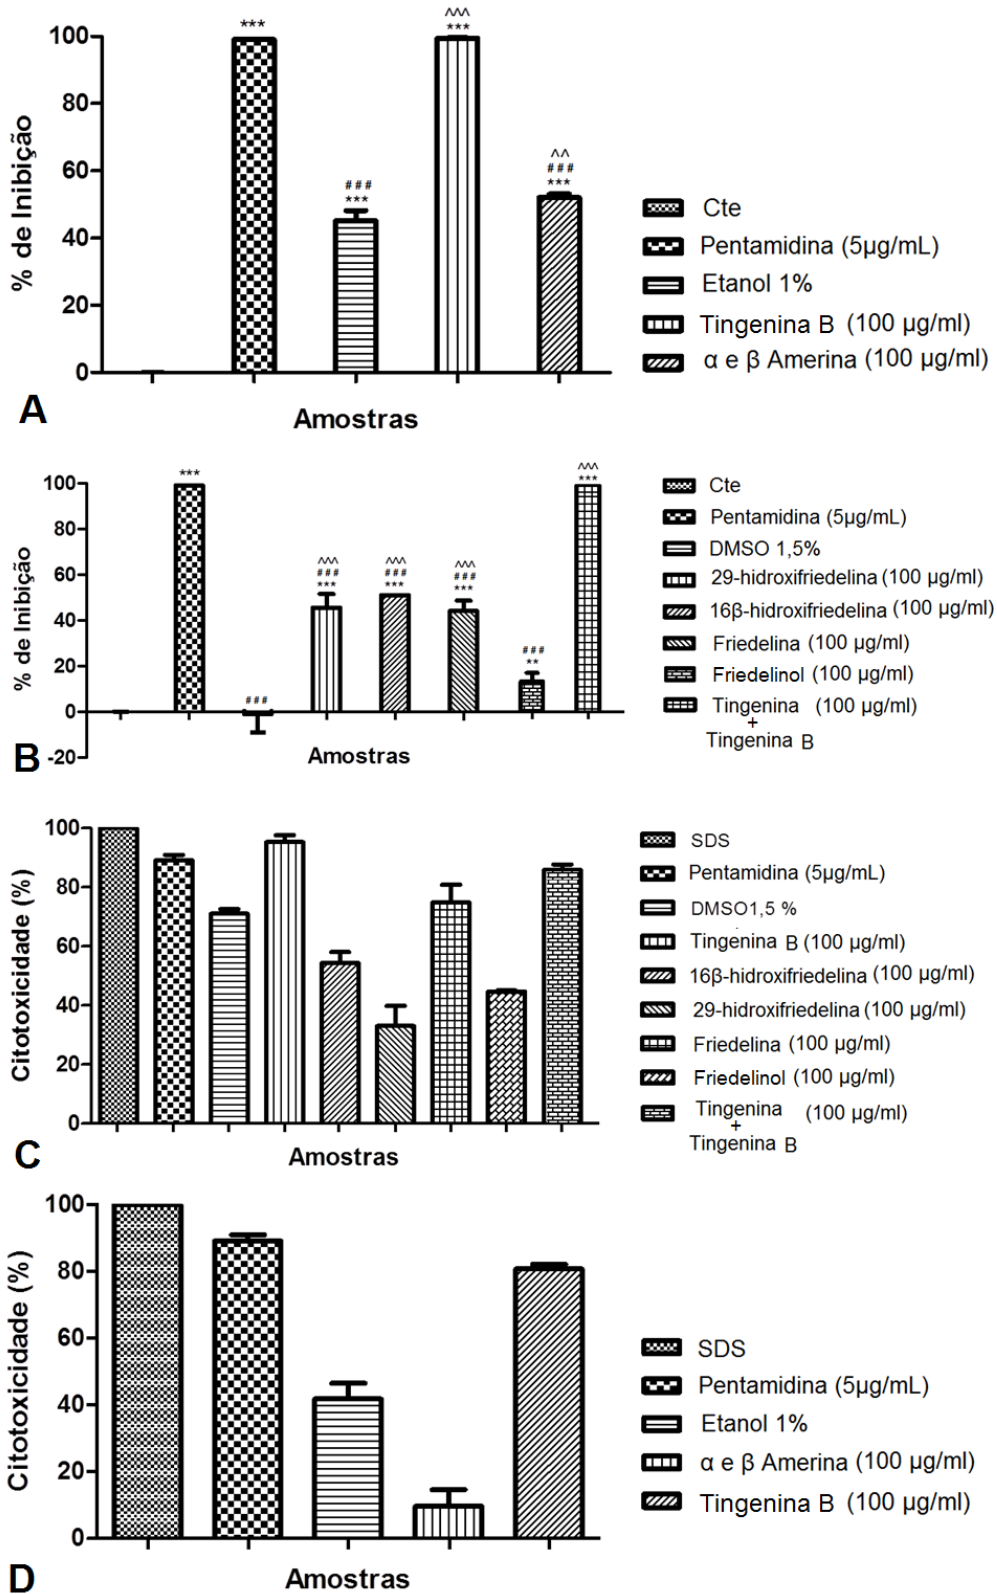 100
80
60
40
20
0
% de Inibição
***
###
***
^^^
***
^^
###
***
Amostras
A
Cte
Pentamidina (5µg/mL)
Etanol 1%
Tingenina B (100 µg/ml)
α e β Amerina (100 µg/ml)
100
80
60
40
20
0
-20
% de Inibição
***
###
^^^
###
***
^^^
###
***
^^^
###
***
###
**
^^^
***
Amostras
B
Cte
Pentamidina (5µg/mL)
DMSO 1,5%
29-hidroxifriedelina (100 µg/ml)
16β-hidroxifriedelina (100 µg/ml)
Friedelina (100 µg/ml)
Friedelinol (100 µg/ml)
Tingenina (100 µg/ml)
+
Tingenina B
100
80
60
40
20
0
Citotoxicidade (%)
Amostras
C
SDS
Pentamidina (5µg/mL)
DMSO1,5 %
Tingenina B (100 µg/ml)
16β-hidroxifriedelina (100 µg/ml)
29-hidroxifriedelina (100 µg/ml)
Friedelina (100 µg/ml)
Friedelinol (100 µg/ml)
Tingenina (100 µg/ml)
+
Tingenina B
100
80
60
40
20
0
Citotoxicidade (%)
Amostras
D
SDS
Pentamidina (5µg/mL)
Etanol 1%
α e β Amerina (100 µg/ml)
Tingenina B (100 µg/ml)